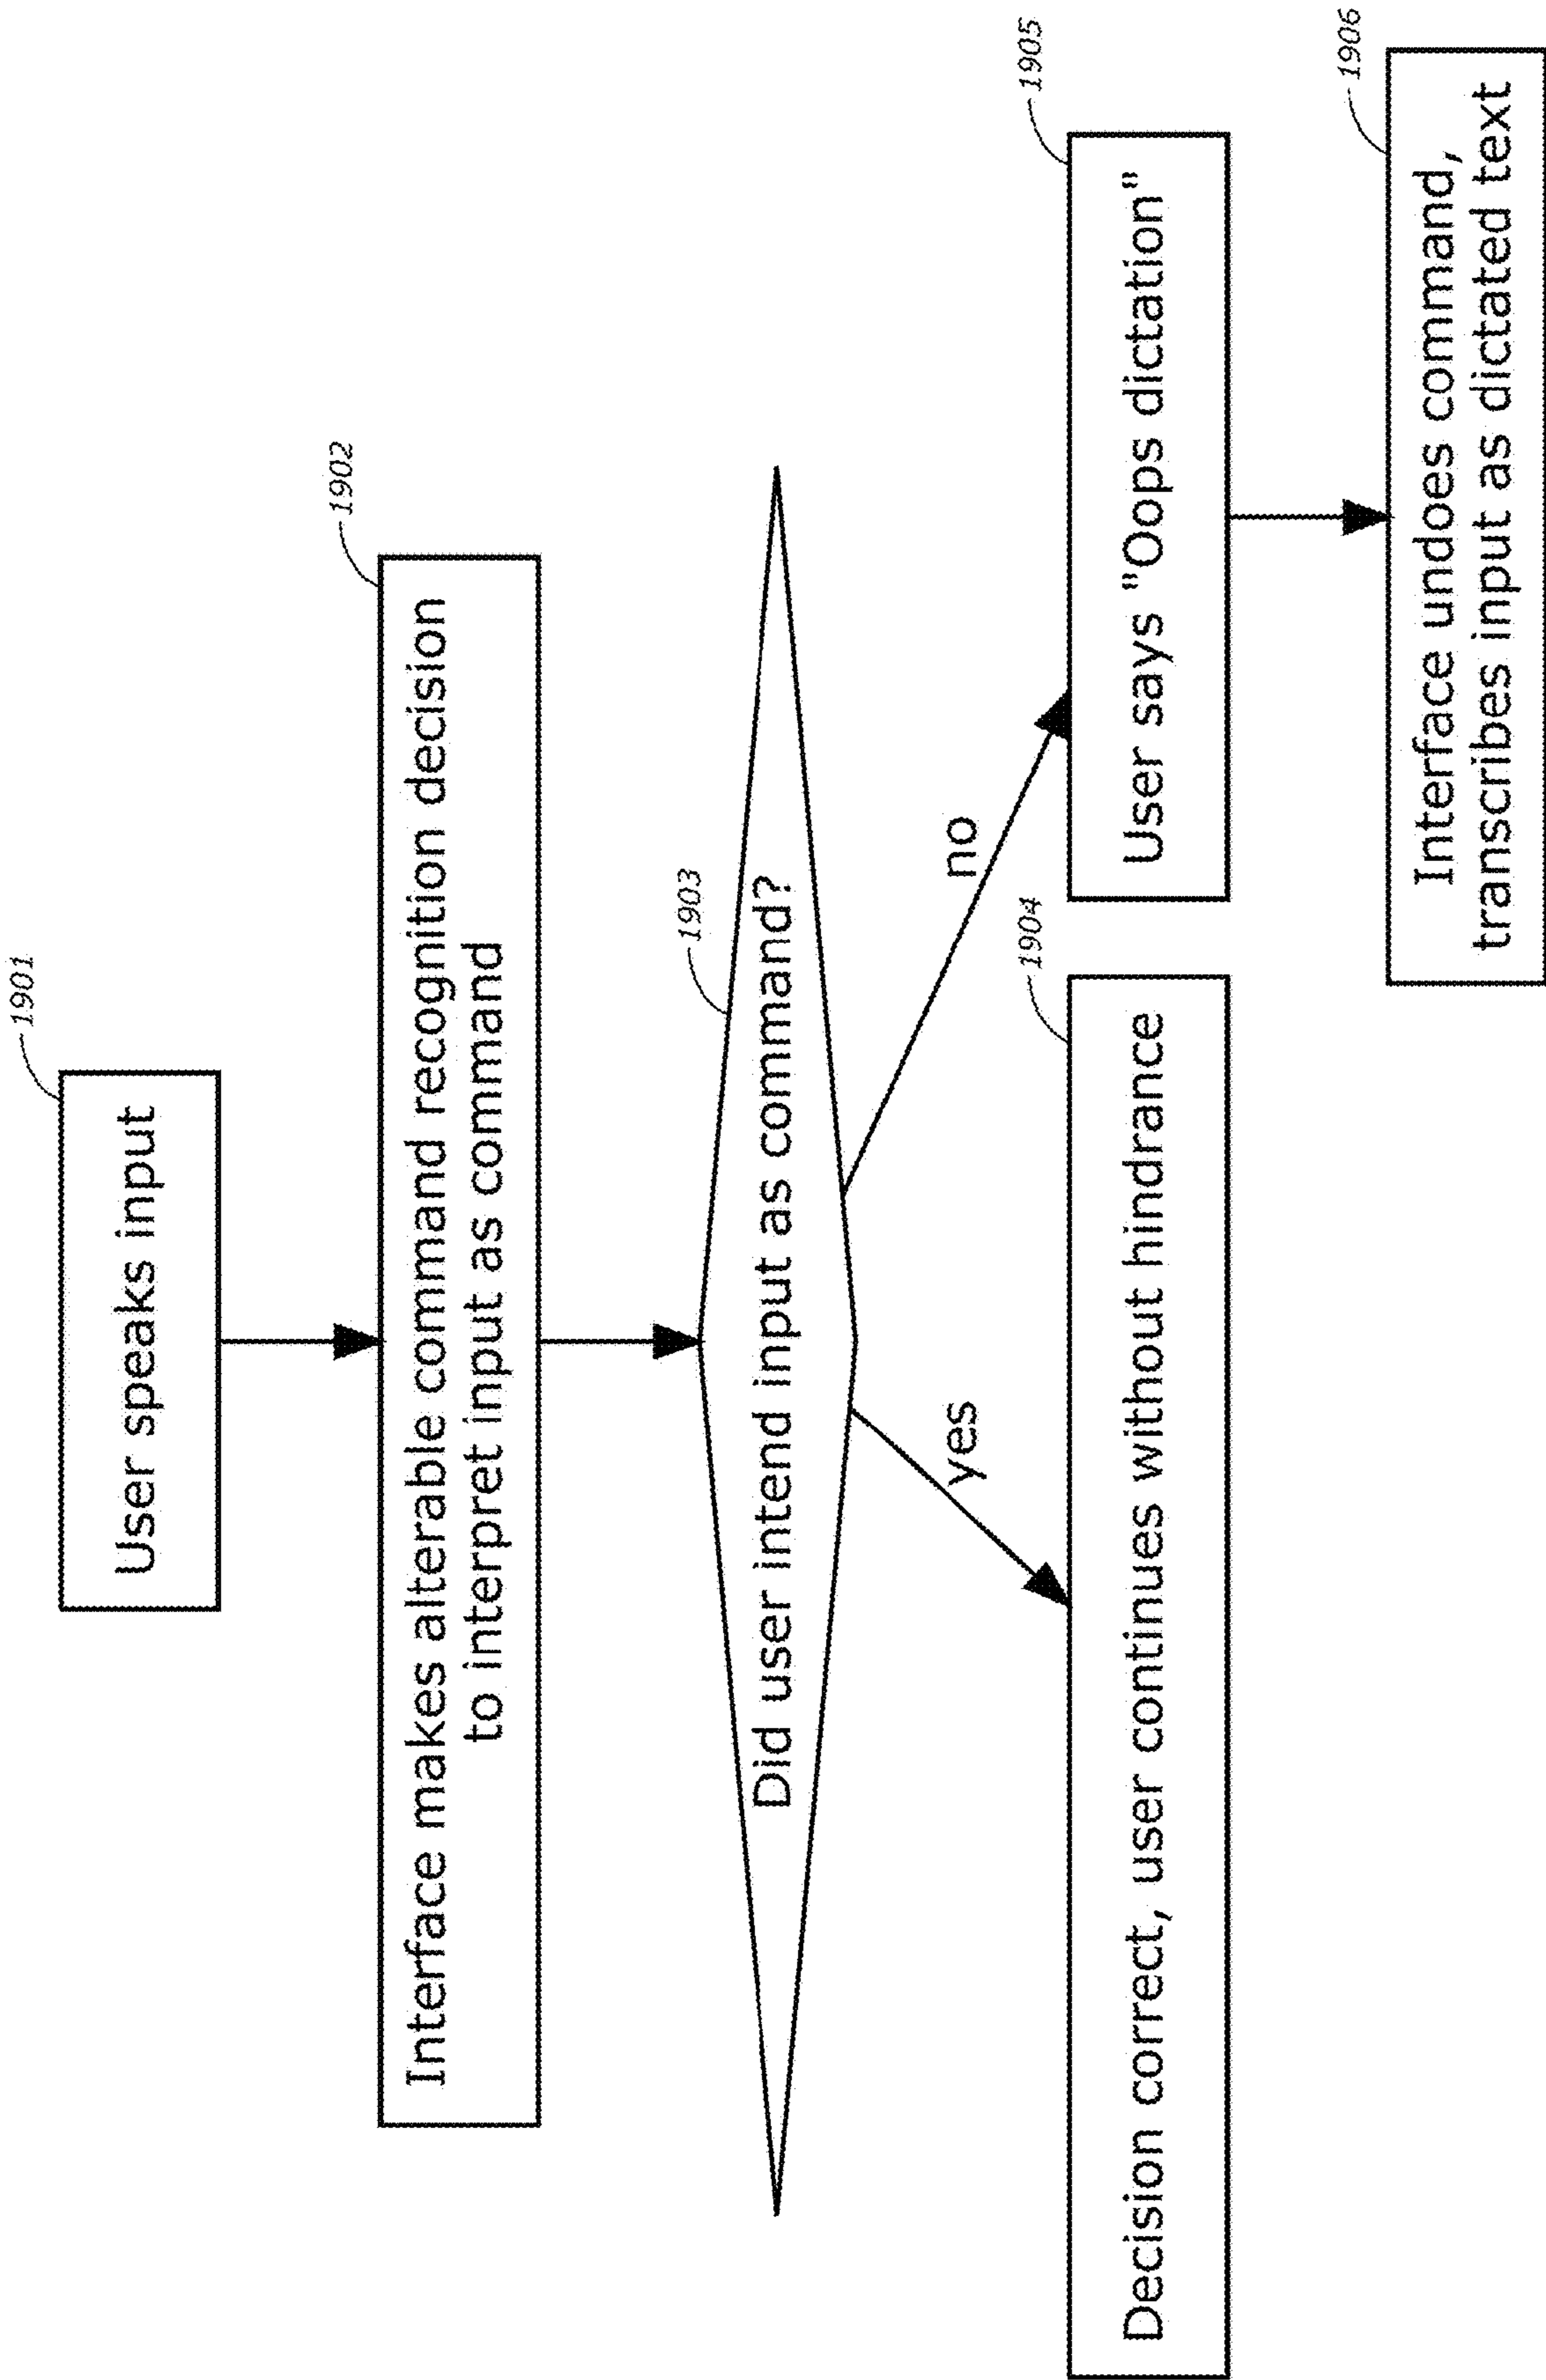 1901
User speaks input
1902
Interface makes alterable command recognition decision
to interpret input as command
1903
Did user intend input as command?
yes
no
1904
Decision correct, user continues without hindrance
1905
User says "Oops dictation"
1906
Interface undoes command,
transcribes input as dictated text